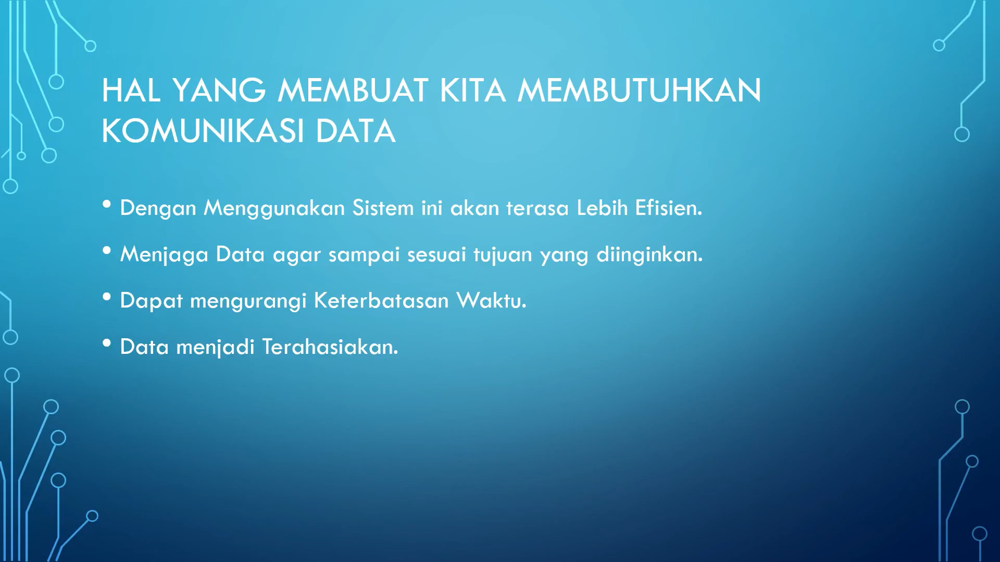 HAL YANG MEMBUAT KITA MEMBUTUHKAN
KOMUNIKASI DATA
• Dengan Menggunakan Sistem ini akan terasa Lebih Efisien.
• Menjaga Data agar sampai sesuai tujuan yang diinginkan.
• Dapat mengurangi Keterbatasan Waktu.
• Data menjadi Terahasiakan.